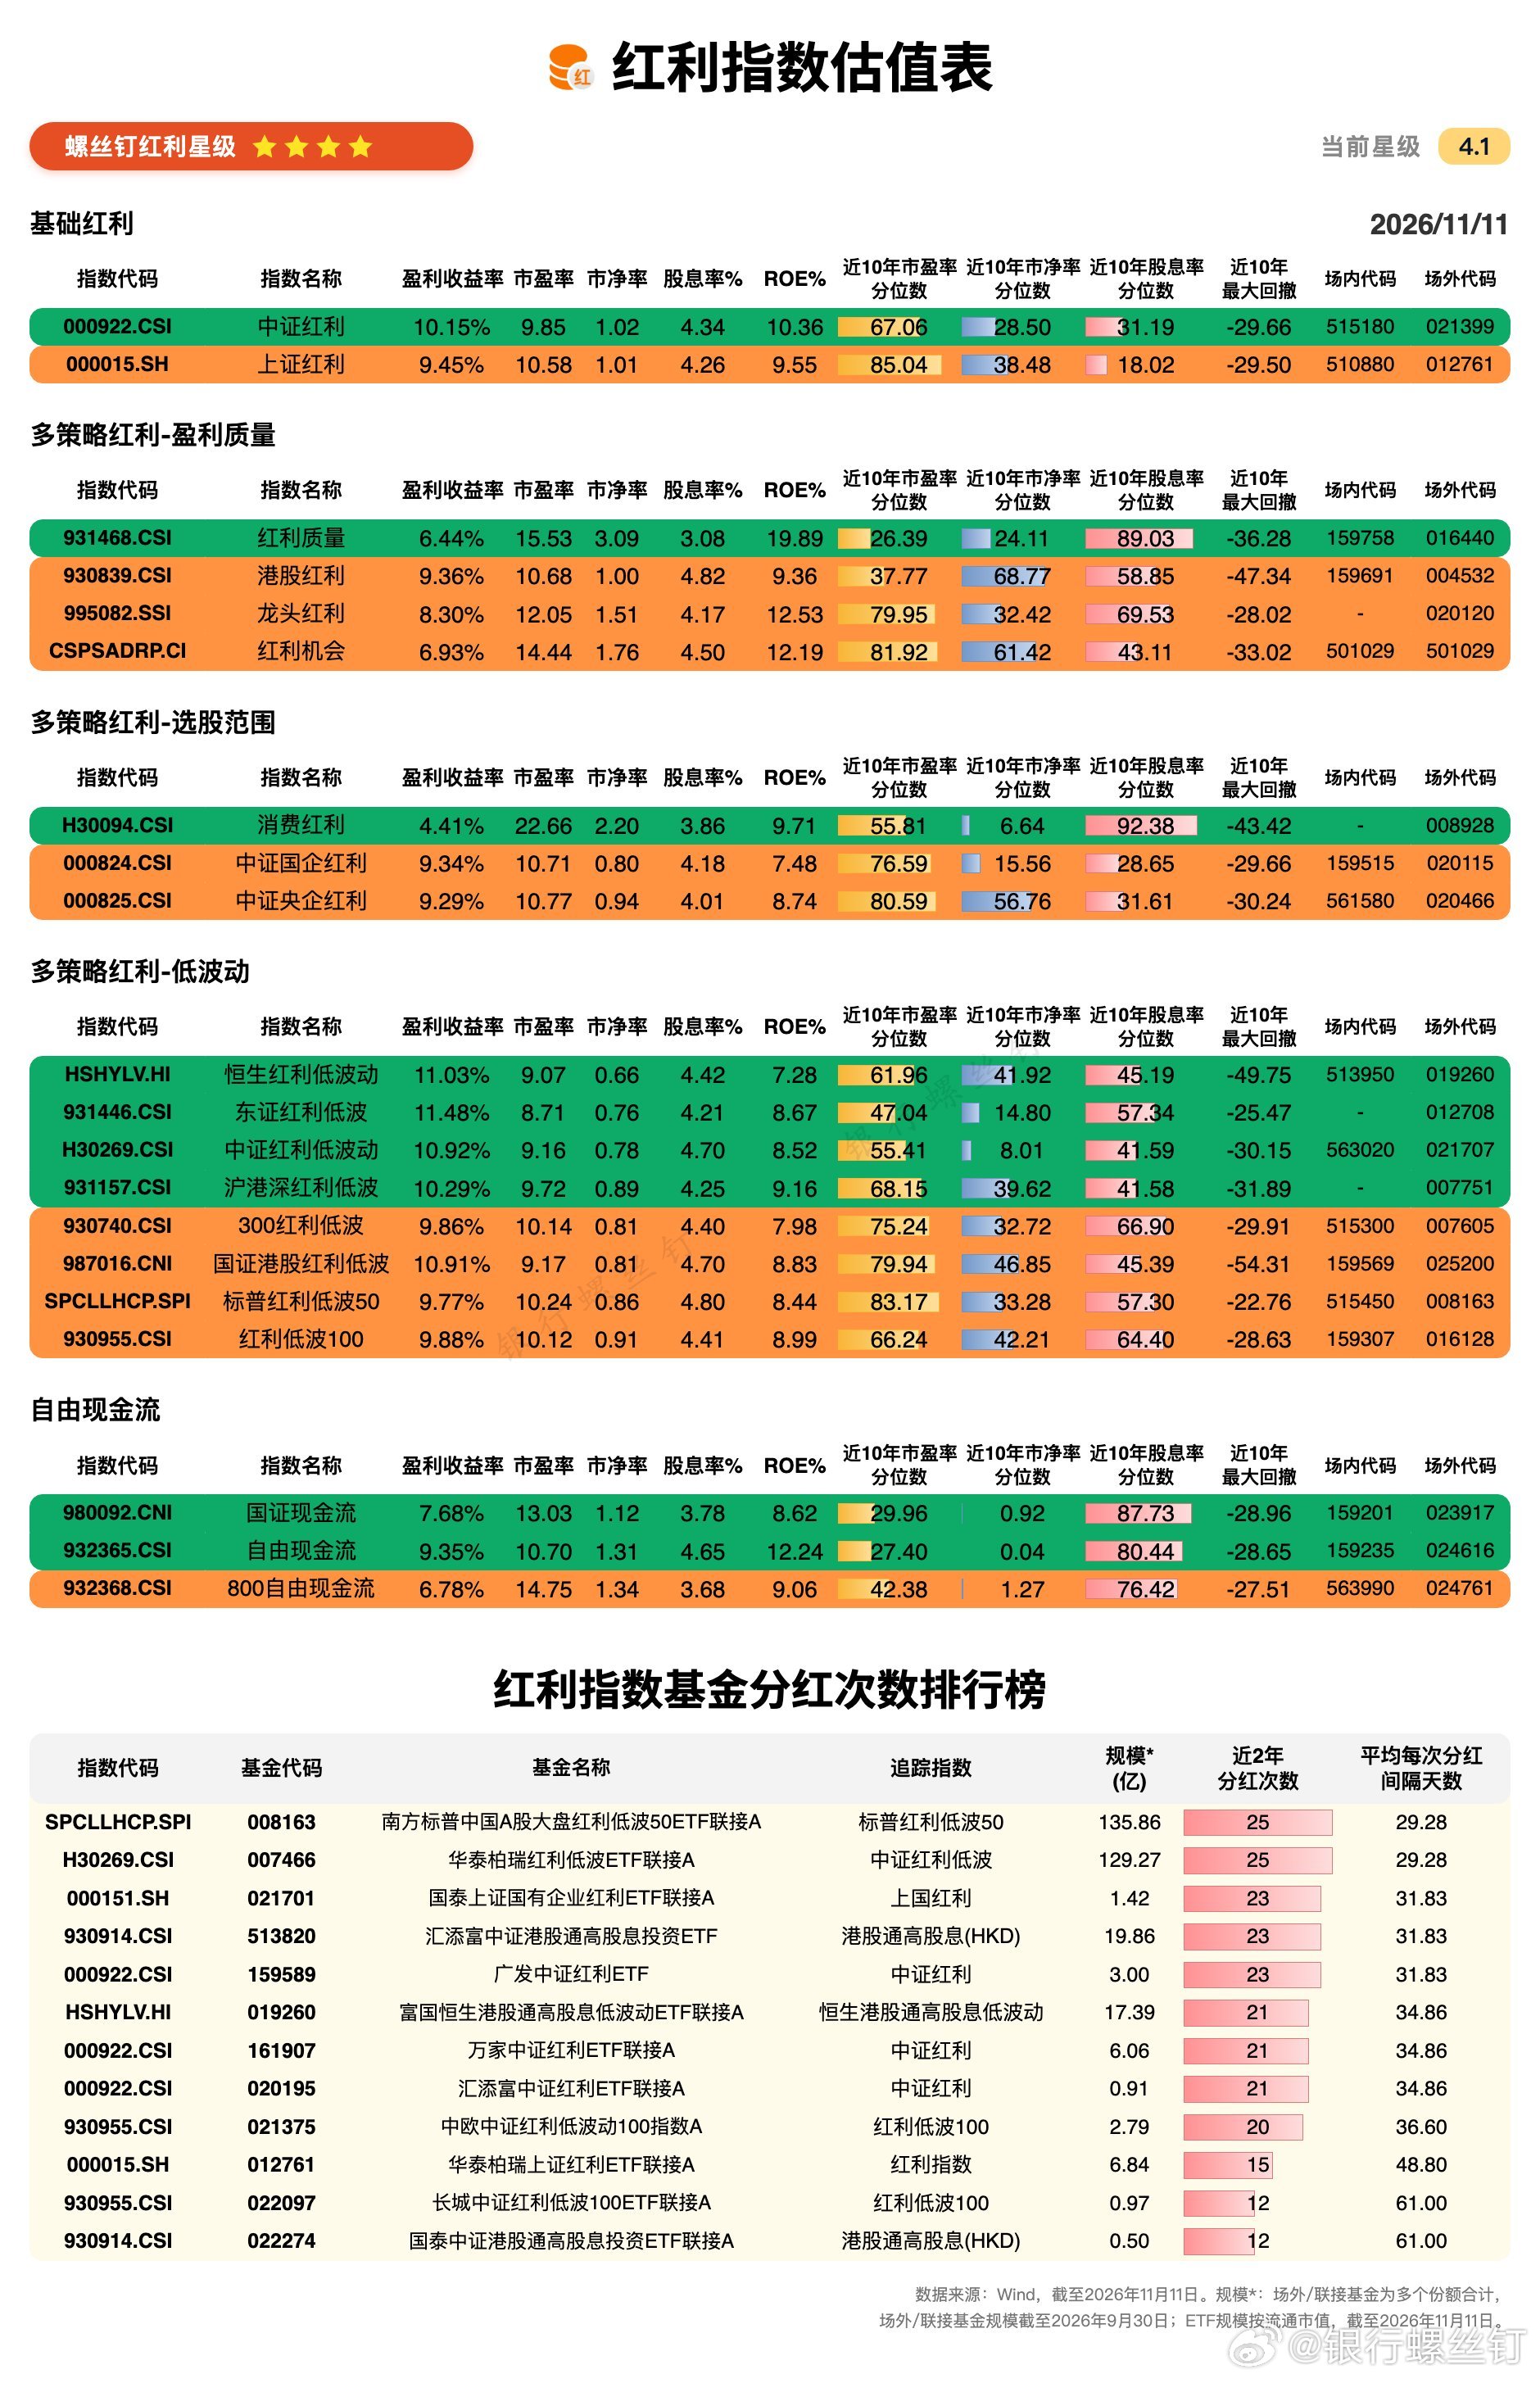 红 红利指数估值表
螺丝钉红利星级 ★★★★ 当前星级 4.1
基础红利 2026/11/11
指数代码 指数名称 盈利收益率 市盈率 市净率 股息率% ROE% 近10年市盈率分位数 近10年市净率分位数 近10年股息率分位数 近10年最大回撤 场内代码 场外代码
000922.CSI 中证红利 10.15% 9.85 1.02 4.34 10.36 67.06 28.50 31.19 -29.66 515180 021399
000015.SH 上证红利 9.45% 10.58 1.01 4.26 9.55 85.04 38.48 18.02 -29.50 510880 012761
多策略红利-盈利质量
指数代码 指数名称 盈利收益率 市盈率 市净率 股息率% ROE% 近10年市盈率分位数 近10年市净率分位数 近10年股息率分位数 近10年最大回撤 场内代码 场外代码
931468.CSI 红利质量 6.44% 15.53 3.09 3.08 19.89 26.39 24.11 89.03 -36.28 159758 016440
930839.CSI 港股红利 9.36% 10.68 1.00 4.82 9.36 37.77 68.77 58.85 -47.34 159691 004532
995082.SSI 龙头红利 8.30% 12.05 1.51 4.17 12.53 79.95 32.42 69.53 -28.02 - 020120
CSPSADRP.CI 红利机会 6.93% 14.44 1.76 4.50 12.19 81.92 61.42 43.11 -33.02 501029 501029
多策略红利-选股范围
指数代码 指数名称 盈利收益率 市盈率 市净率 股息率% ROE% 近10年市盈率分位数 近10年市净率分位数 近10年股息率分位数 近10年最大回撤 场内代码 场外代码
H30094.CSI 消费红利 4.41% 22.66 2.20 3.86 9.71 55.81 6.64 92.38 -43.42 - 008928
000824.CSI 中证国企红利 9.34% 10.71 0.80 4.18 7.48 76.59 15.56 28.65 -29.66 159515 020115
000825.CSI 中证央企红利 9.29% 10.77 0.94 4.01 8.74 80.59 56.76 31.61 -30.24 561580 020466
多策略红利-低波动
指数代码 指数名称 盈利收益率 市盈率 市净率 股息率% ROE% 近10年市盈率分位数 近10年市净率分位数 近10年股息率分位数 近10年最大回撤 场内代码 场外代码
HSHYLV.HI 恒生红利低波动 11.03% 9.07 0.66 4.42 7.28 61.96 41.92 45.19 -49.75 513950 019260
931446.CSI 东证红利低波 11.48% 8.71 0.76 4.21 8.67 47.04 14.80 57.34 -25.47 - 012708
H30269.CSI 中证红利低波动 10.92% 9.16 0.78 4.70 8.52 55.41 8.01 41.59 -30.15 563020 021707
931157.CSI 沪港深红利低波 10.29% 9.72 0.89 4.25 9.16 68.15 39.62 41.58 -31.89 - 007751
930740.CSI 300红利低波 9.86% 10.14 0.81 4.40 7.98 75.24 32.72 66.90 -29.91 515300 007605
987016.CNI 国证港股红利低波 10.91% 9.17 0.81 4.70 8.83 79.94 46.85 45.39 -54.31 159569 025200
SPCLLHCP.SPI 标普红利低波50 9.77% 10.24 0.86 4.80 8.44 83.17 33.28 57.30 -22.76 515450 008163
930955.CSI 红利低波100 9.88% 10.12 0.91 4.41 8.99 66.24 42.21 64.40 -28.63 159307 016128
银行螺丝钉
银行螺丝钉
自由现金流
指数代码 指数名称 盈利收益率 市盈率 市净率 股息率% ROE% 近10年市盈率分位数 近10年市净率分位数 近10年股息率分位数 近10年最大回撤 场内代码 场外代码
980092.CNI 国证现金流 7.68% 13.03 1.12 3.78 8.62 29.96 0.92 87.73 -28.96 159201 023917
932365.CSI 自由现金流 9.35% 10.70 1.31 4.65 12.24 27.40 0.04 80.44 -28.65 159235 024616
932368.CSI 800自由现金流 6.78% 14.75 1.34 3.68 9.06 42.38 1.27 76.42 -27.51 563990 024761
红利指数基金分红次数排行榜
指数代码 基金代码 基金名称 追踪指数 规模*(亿) 近2年分红次数 平均每次分红间隔天数
SPCLLHCP.SPI 008163 南方标普中国A股大盘红利低波50ETF联接A 标普红利低波50 135.86 25 29.28
H30269.CSI 007466 华泰柏瑞红利低波ETF联接A 中证红利低波 129.27 25 29.28
000151.SH 021701 国泰上证国有企业红利ETF联接A 上国红利 1.42 23 31.83
930914.CSI 513820 汇添富中证港股通高股息投资ETF 港股通高股息(HKD) 19.86 23 31.83
000922.CSI 159589 广发中证红利ETF 中证红利 3.00 23 31.83
HSHYLV.HI 019260 富国恒生港股通高股息低波动ETF联接A 恒生港股通高股息低波动 17.39 21 34.86
000922.CSI 161907 万家中证红利ETF联接A 中证红利 6.06 21 34.86
000922.CSI 020195 汇添富中证红利ETF联接A 中证红利 0.91 21 34.86
930955.CSI 021375 中欧中证红利低波动100指数A 红利低波100 2.79 20 36.60
000015.SH 012761 华泰柏瑞上证红利ETF联接A 红利指数 6.84 15 48.80
930955.CSI 022097 长城中证红利低波100ETF联接A 红利低波100 0.97 12 61.00
930914.CSI 022274 国泰中证港股通高股息投资ETF联接A 港股通高股息(HKD) 0.50 12 61.00
数据来源：Wind，截至2026年11月11日。规模*：场外/联接基金为多个份额合计，
场外/联接基金规模截至2026年9月30日；ETF规模按流通市值，截至2026年11月11日。
@银行螺丝钉